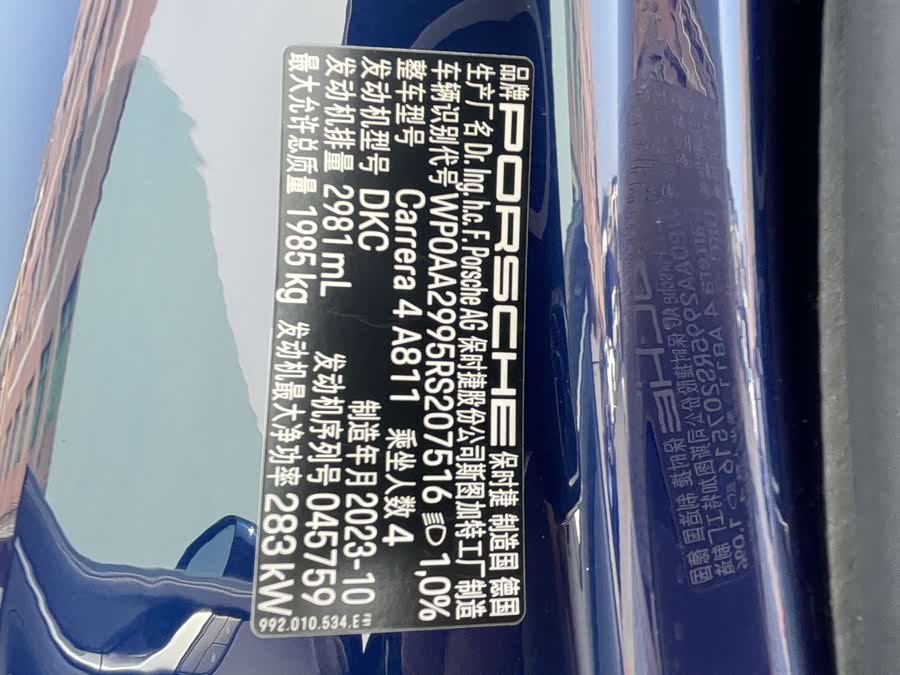 品牌 PORSCHE 保时捷 制造国 德国
生产厂名 Dr. Ing. h.c. F. Porsche AG 保时捷股份公司斯图加特工厂制造
车辆识别代号 WP0AA2995RS207516 1,0%
整车型号 Carrera 4 A811 乘坐人数 4
发动机型号 DKC 制造年月 2023-10
发动机排量 2981 mL 发动机序列号 045759
最大允许总质量 1985 kg 发动机最大净功率 283 kW
992.010.534.E